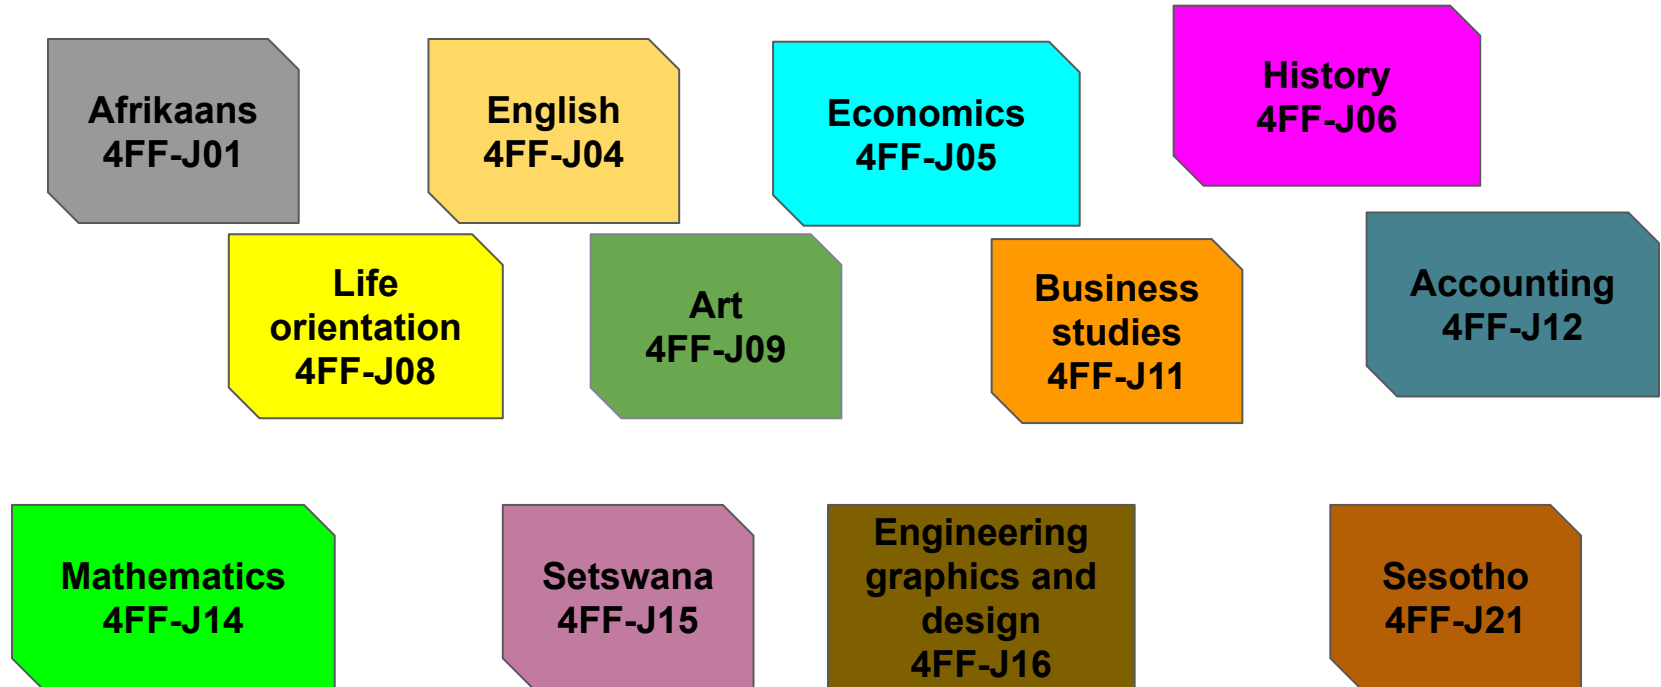 Afrikaans
4FF-J01
English
4FF-J04
Economics
4FF-J05
History
4FF-J06
Life
orientation
4FF-J08
Art
4FF-J09
Business
studies
4FF-J11
Accounting
4FF-J12
Mathematics
4FF-J14
Setswana
4FF-J15
Engineering
graphics and
design
4FF-J16
Sesotho
4FF-J21